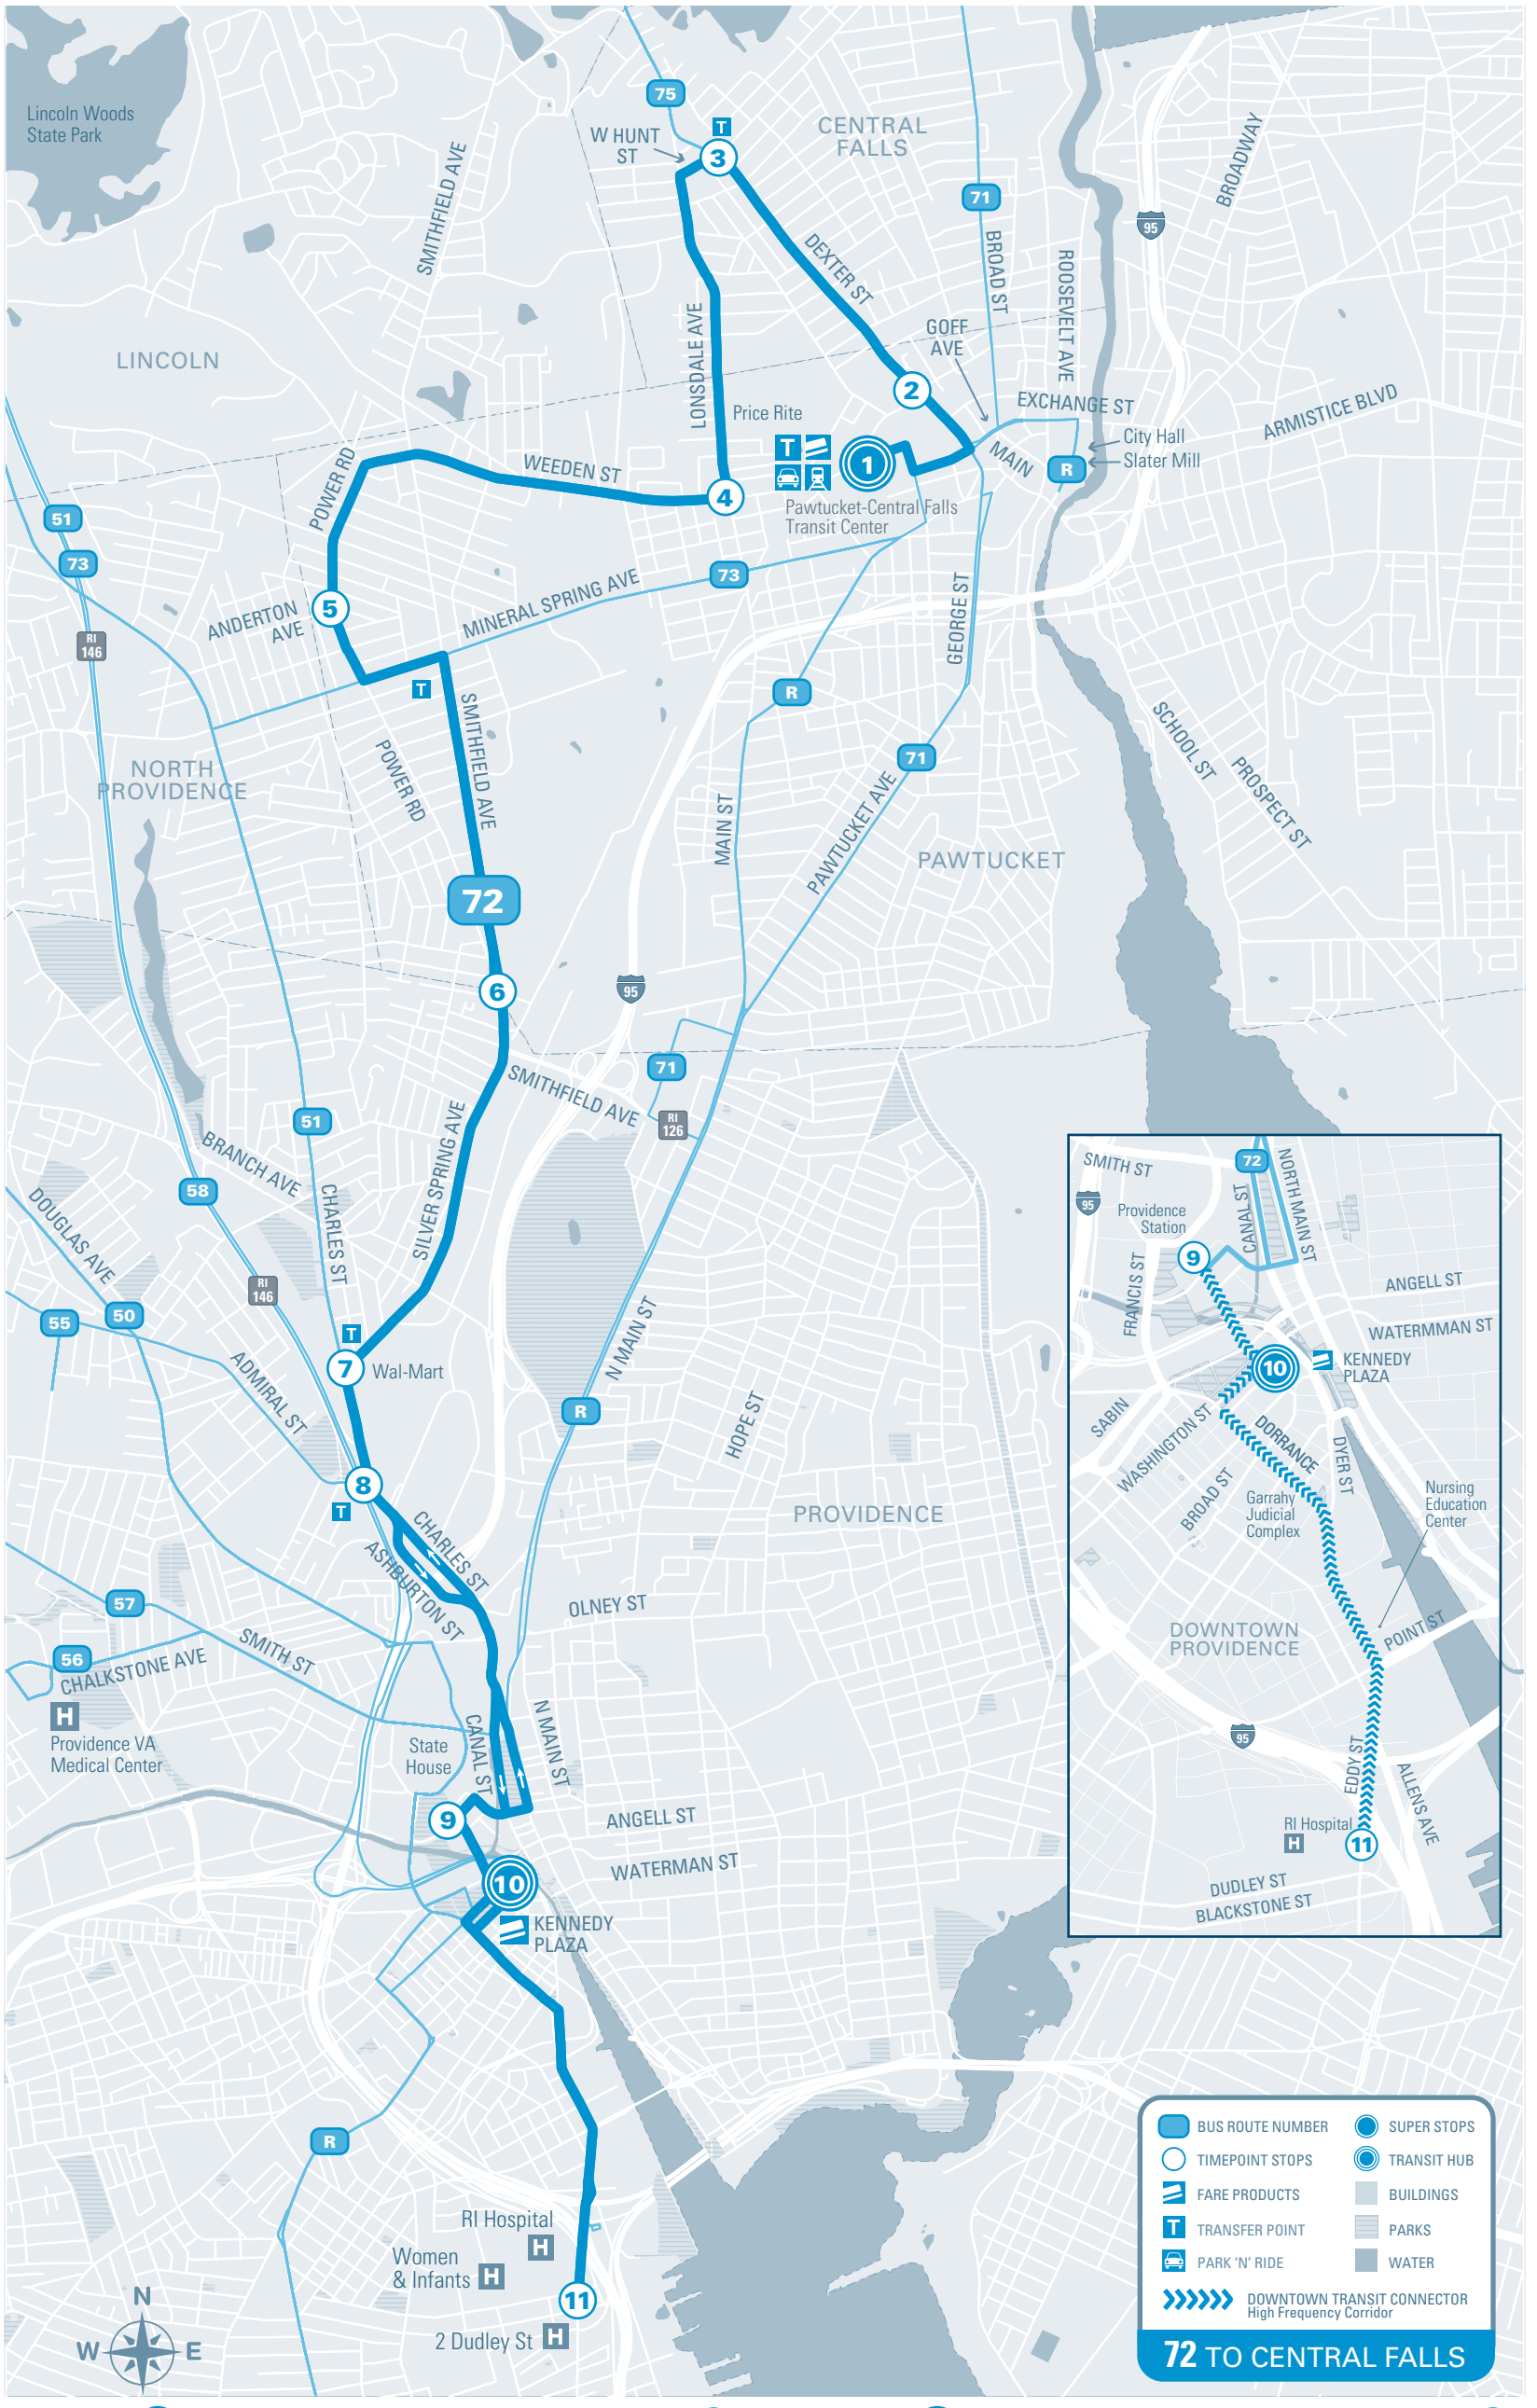 Lincoln Woods
State Park
75
T
W HUNT
ST
3
CENTRAL
FALLS
SMITHFIELD AVE
71
BROADWAY
95
DEXTER ST
BROAD ST
ROOSEVELT AVE
LONSDALE AVE
GOFF
AVE
LINCOLN
2
EXCHANGE ST
ARMISTICE BLVD
Price Rite
T
1
MAIN
City Hall
Slater Mill
R
POWER RD
WEEDEN ST
4
Pawtucket-Central Falls
Transit Center
51
73
73
ANDERTON
AVE
5
MINERAL SPRING AVE
GEORGE ST
RI
146
T
R
SMITHFIELD AVE
SCHOOL ST
PROSPECT ST
NORTH
PROVIDENCE
POWER RD
71
MAIN ST
PAWTUCKET AVE
PAWTUCKET
72
6
95
71
SMITHFIELD AVE
RI
126
51
BRANCH AVE
SILVER SPRING AVE
58
CHARLES ST
DOUGLAS AVE
RI
146
55
50
T
7
Wal-Mart
ADMIRAL ST
N MAIN ST
R
HOPE ST
8
T
PROVIDENCE
CHARLES ST
ASHBURTON ST
57
OLNEY ST
56
CHALKSTONE AVE
SMITH ST
H
Providence VA
Medical Center
State
House
CANAL ST
N MAIN ST
9
ANGELL ST
WATERMAN ST
10
KENNEDY
PLAZA
R
RI Hospital
H
Women
& Infants
H
11
2 Dudley St
H
N
W
E
SMITH ST
72
NORTH MAIN ST
95
Providence
Station
CANAL ST
9
FRANCIS ST
ANGELL ST
WATERMMAN ST
10
KENNEDY
PLAZA
SABIN
WASHINGTON ST
DORRANCE
DYER ST
BROAD ST
Garrahy
Judicial
Complex
Nursing
Education
Center
DOWNTOWN
PROVIDENCE
POINT ST
95
EDDY ST
ALLENS AVE
RI Hospital
H
11
DUDLEY ST
BLACKSTONE ST
BUS ROUTE NUMBER
SUPER STOPS
TIMEPOINT STOPS
TRANSIT HUB
FARE PRODUCTS
BUILDINGS
T TRANSFER POINT
PARKS
PARK 'N' RIDE
WATER
DOWNTOWN TRANSIT CONNECTOR
High Frequency Corridor
72 TO CENTRAL FALLS